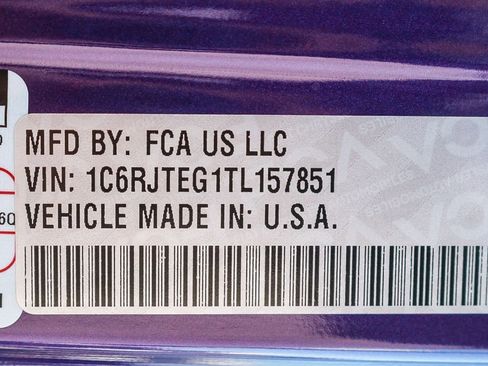 MFD BY: FCA US LLC
VIN: 1C6RJTEG1TL157851
VEHICLE MADE IN: U.S.A.